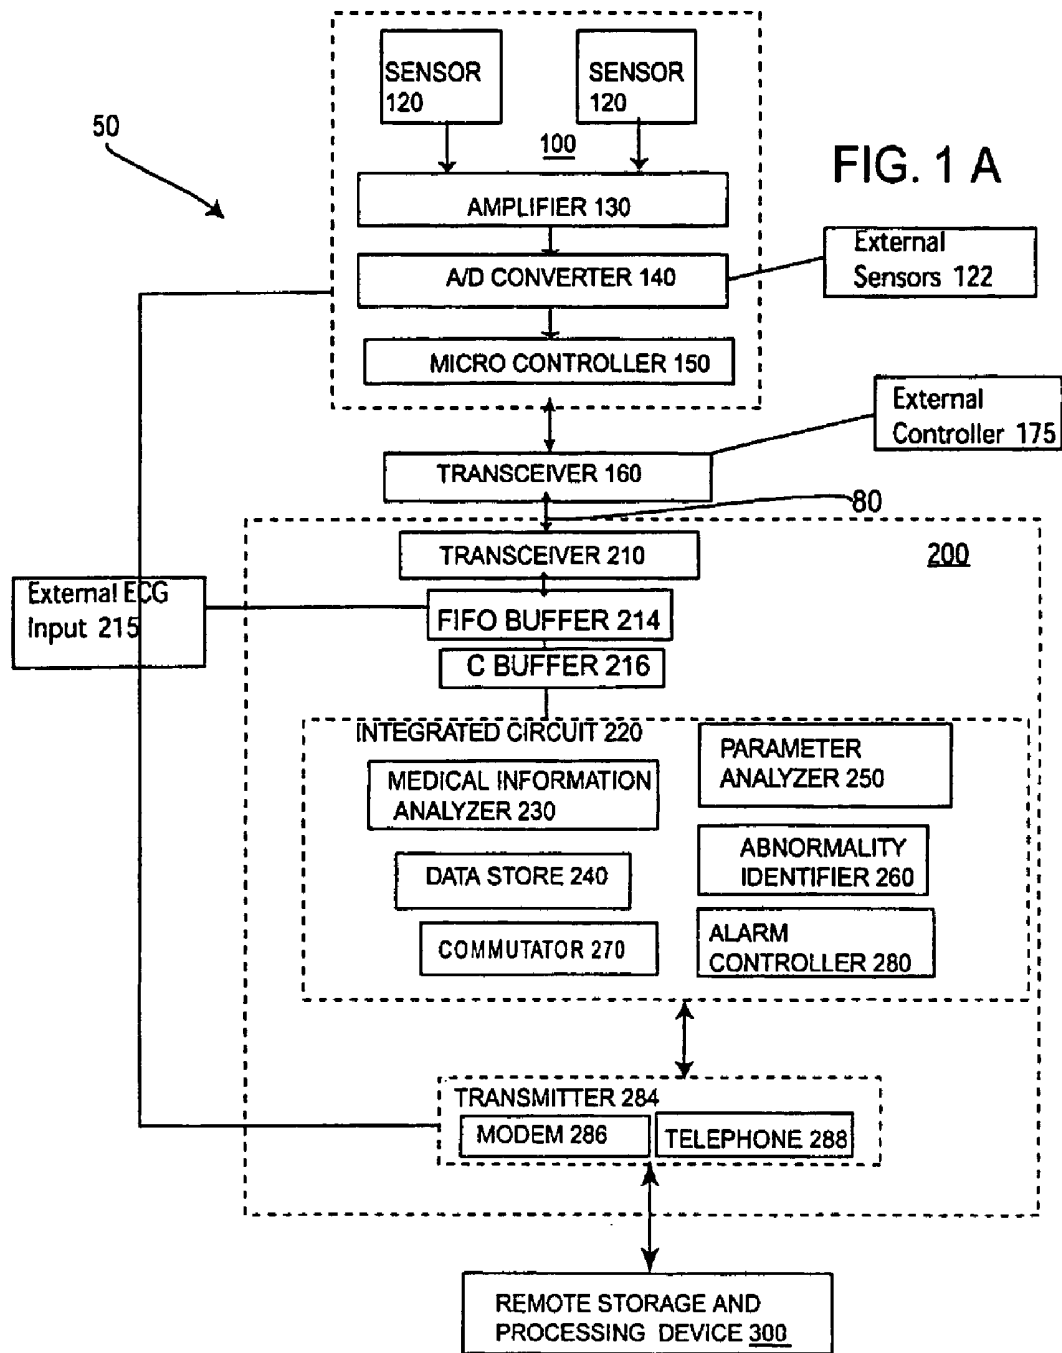 SENSOR
120
SENSOR
120
50
100
FIG. 1 A
AMPLIFIER 130
External
Sensors 122
A/D CONVERTER 140
MICRO CONTROLLER 150
External
Controller 175
TRANSCEIVER 160
80
TRANSCEIVER 210
200
External ECG
Input 215
FIFO BUFFER 214
C BUFFER 216
INTEGRATED CIRCUIT 220
PARAMETER
ANALYZER 250
MEDICAL INFORMATION
ANALYZER 230
ABNORMALITY
IDENTIFIER 260
DATA STORE 240
ALARM
CONTROLLER 280
COMMUTATOR 270
TRANSMITTER 284
MODEM 286
TELEPHONE 288
REMOTE STORAGE AND
PROCESSING DEVICE 300